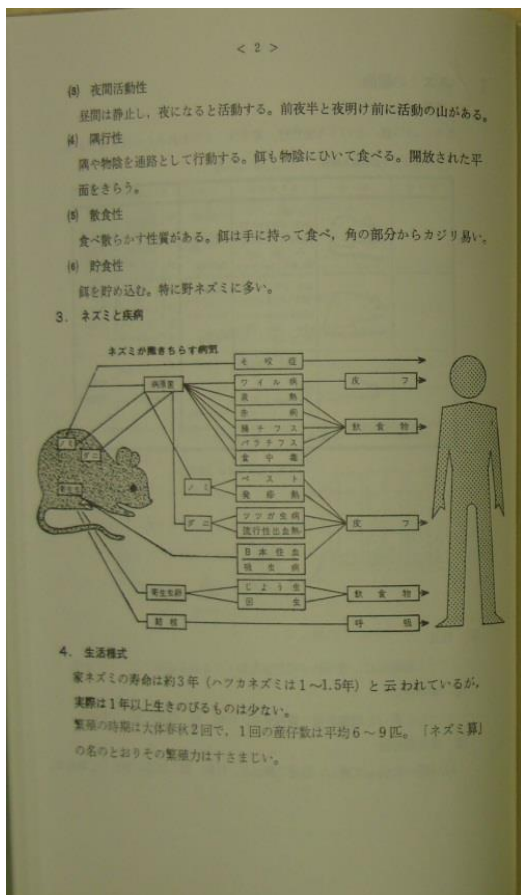 < 2 >
(3) 夜間活動性
昼間は静止し，夜になると活動する。前夜半と夜明け前に活動の山がある。
(4) 隅行性
隅や物陰を通路として行動する。餌も物陰にひいて食べる。開放された平
面をきらう。
(5) 散食性
食べ散らかす性質がある。餌は手に持って食べ，角の部分からカジリ易い。
(6) 貯食性
餌を貯め込む。特に野ネズミに多い。
3. ネズミと疾病
ネズミが撒きちらす病気
そ咬症
病原菌
ワイル病
皮フ
赤痢
腸チフス
飲食物
パラチフス
食中毒
ノミ
ダニ
寄生虫
ノミ
ペスト
発疹熱
ダニ
ツツガ虫病
皮フ
流行性出血熱
日本住血
吸虫病
寄生虫卵
じょう虫
飲食物
回虫
結核
呼吸
4. 生活様式
家ネズミの寿命は約3年（ハツカネズミは1〜1.5年）と云われているが，
実際は1年以上生きのびるものは少ない。
繁殖の時期は大体春秋2回で，1回の産仔数は平均6〜9匹。「ネズミ算」
の名のとおりその繁殖力はすさまじい。